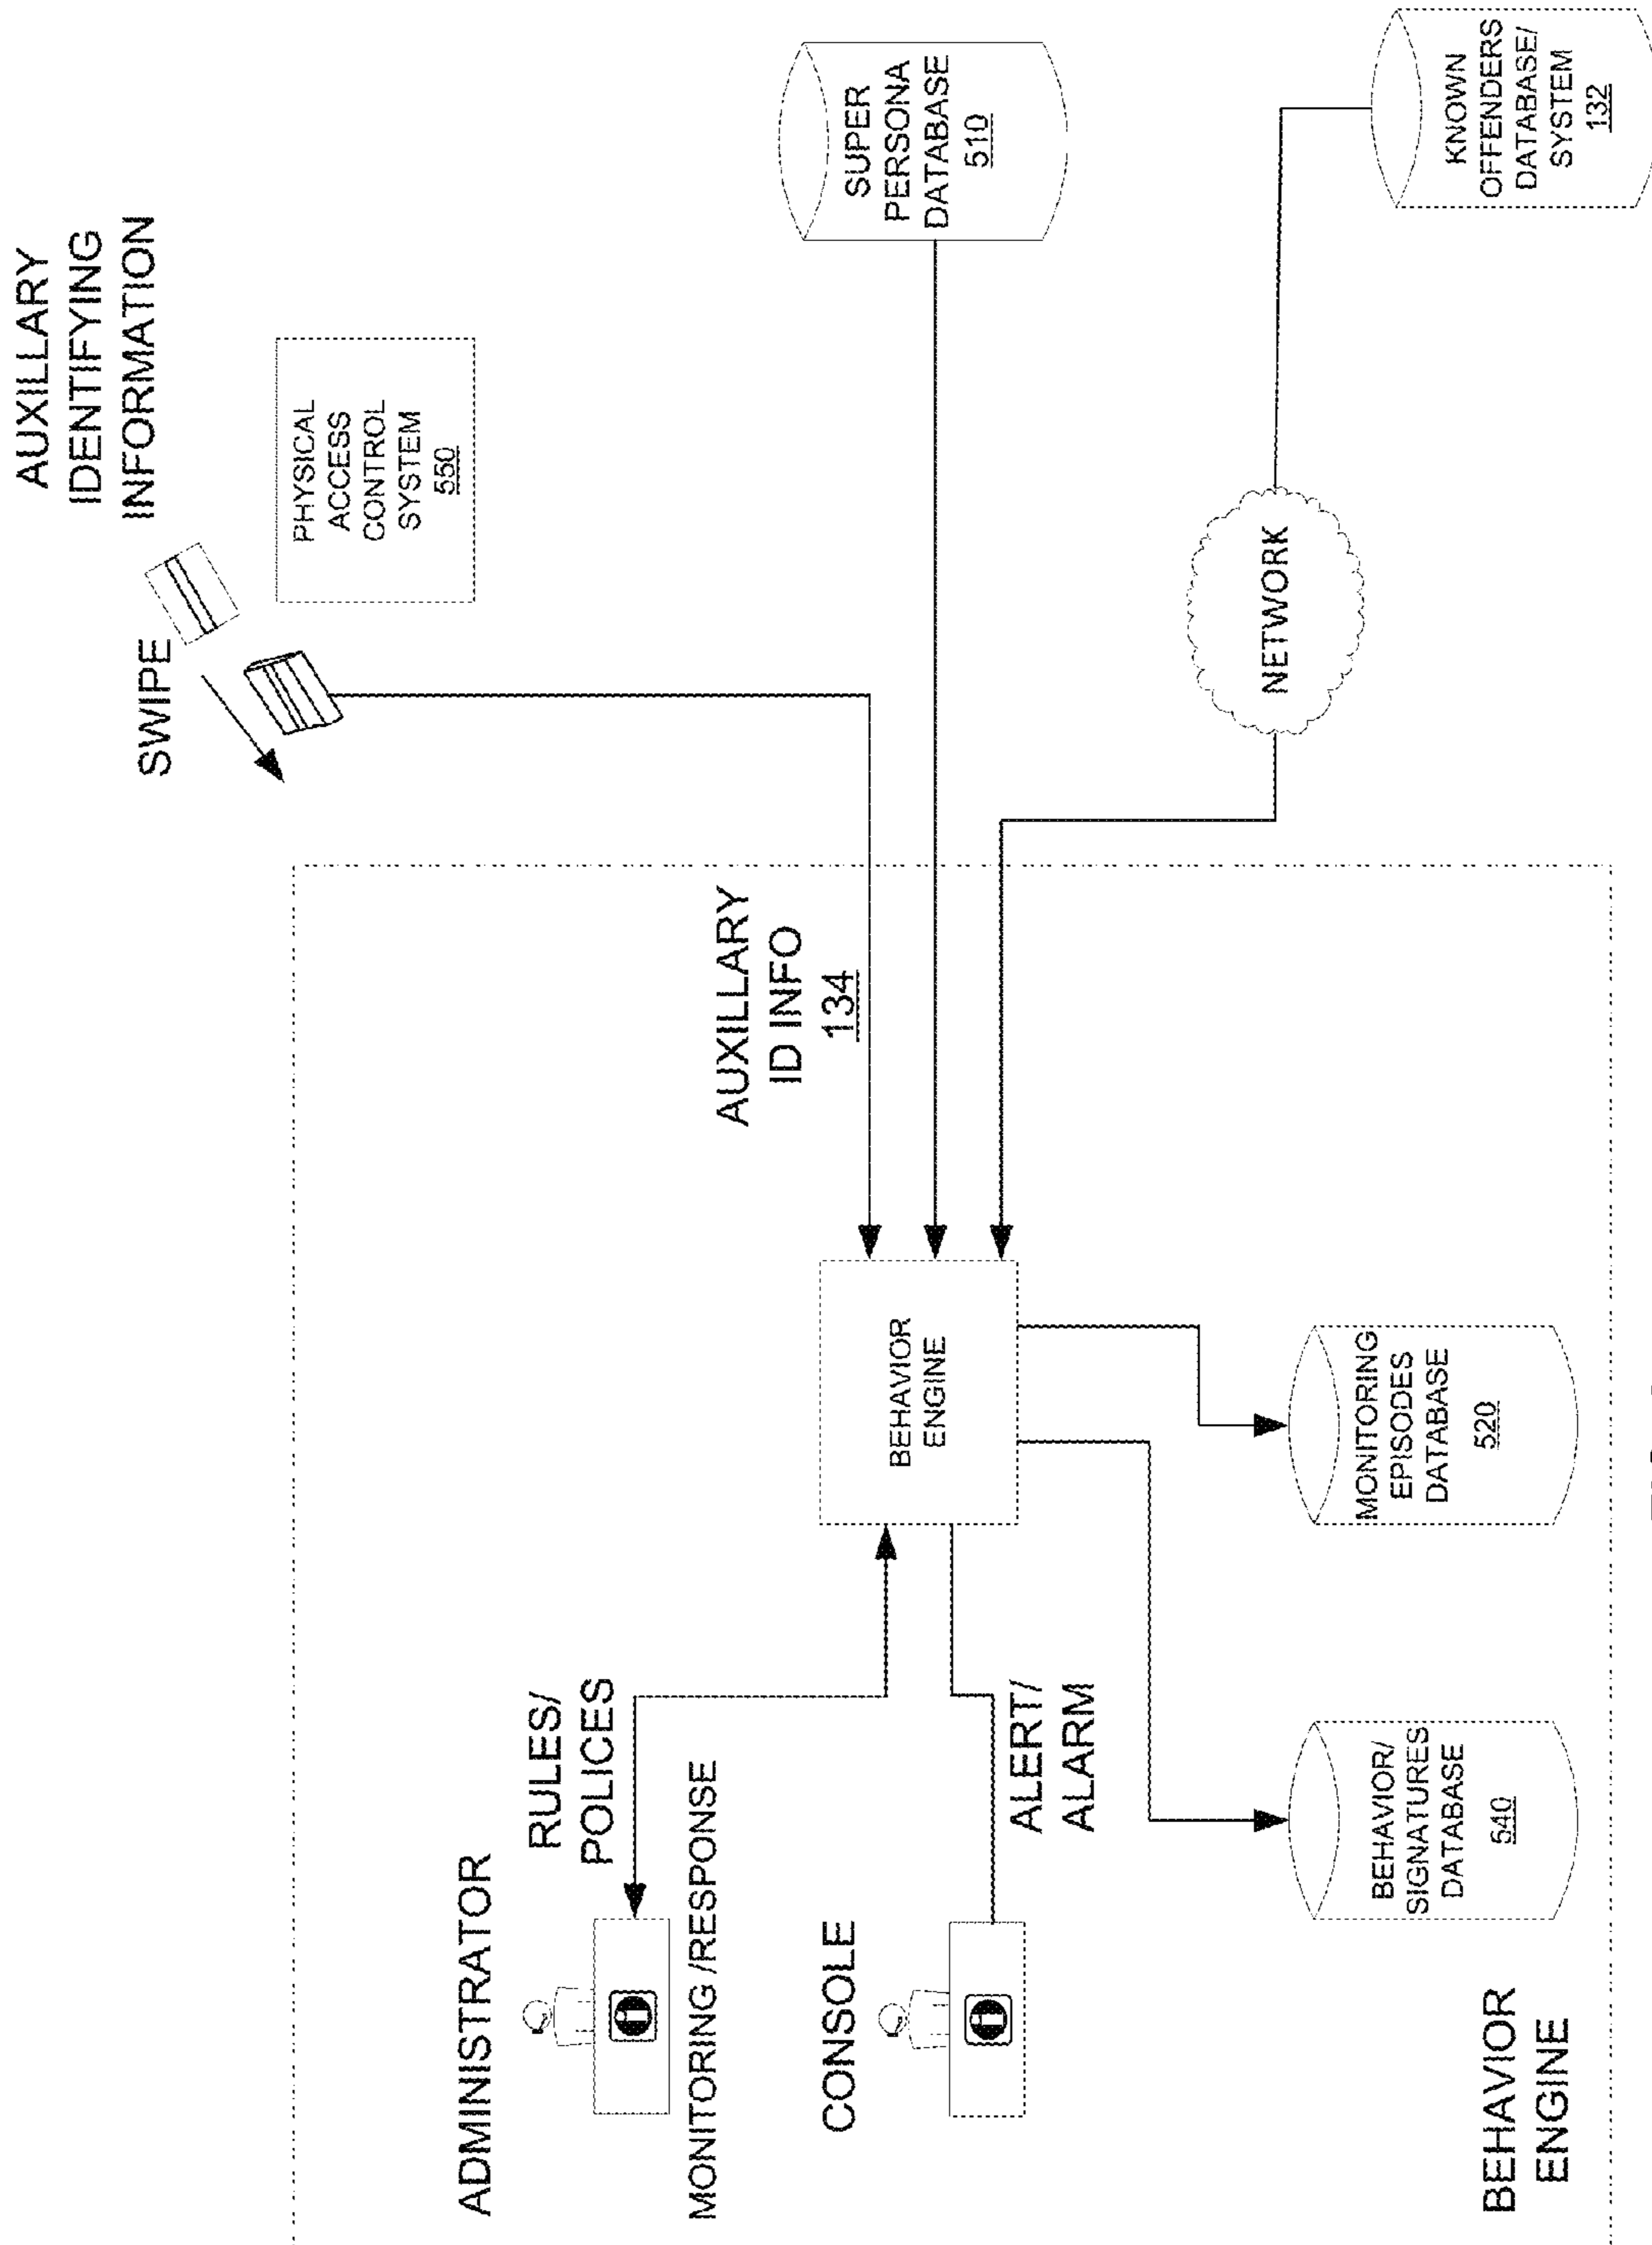 AUXILLARY
IDENTIFYING
INFORMATION
SWIPE
PHYSICAL
ACCESS
CONTROL
SYSTEM
550
ADMINISTRATOR
RULES/
POLICES
MONITORING /RESPONSE
AUXILLARY
ID INFO
134
SUPER
PERSONA
DATABASE
510
CONSOLE
BEHAVIOR
ENGINE
ALERT/
ALARM
NETWORK
BEHAVIOR/
SIGNATURES
DATABASE
540
MONITORING
EPISODES
DATABASE
520
KNOWN
OFFENDERS
DATABASE/
SYSTEM
132
BEHAVIOR
ENGINE